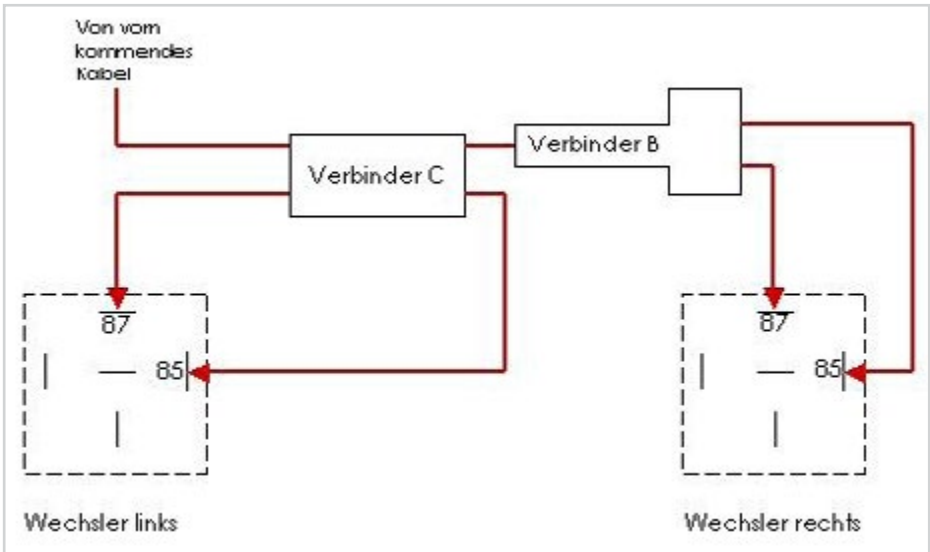 Von vorn
kommendes
Kabel
Verbinder C
Verbinder B
87
85
87
85
Wechsler links
Wechsler rechts